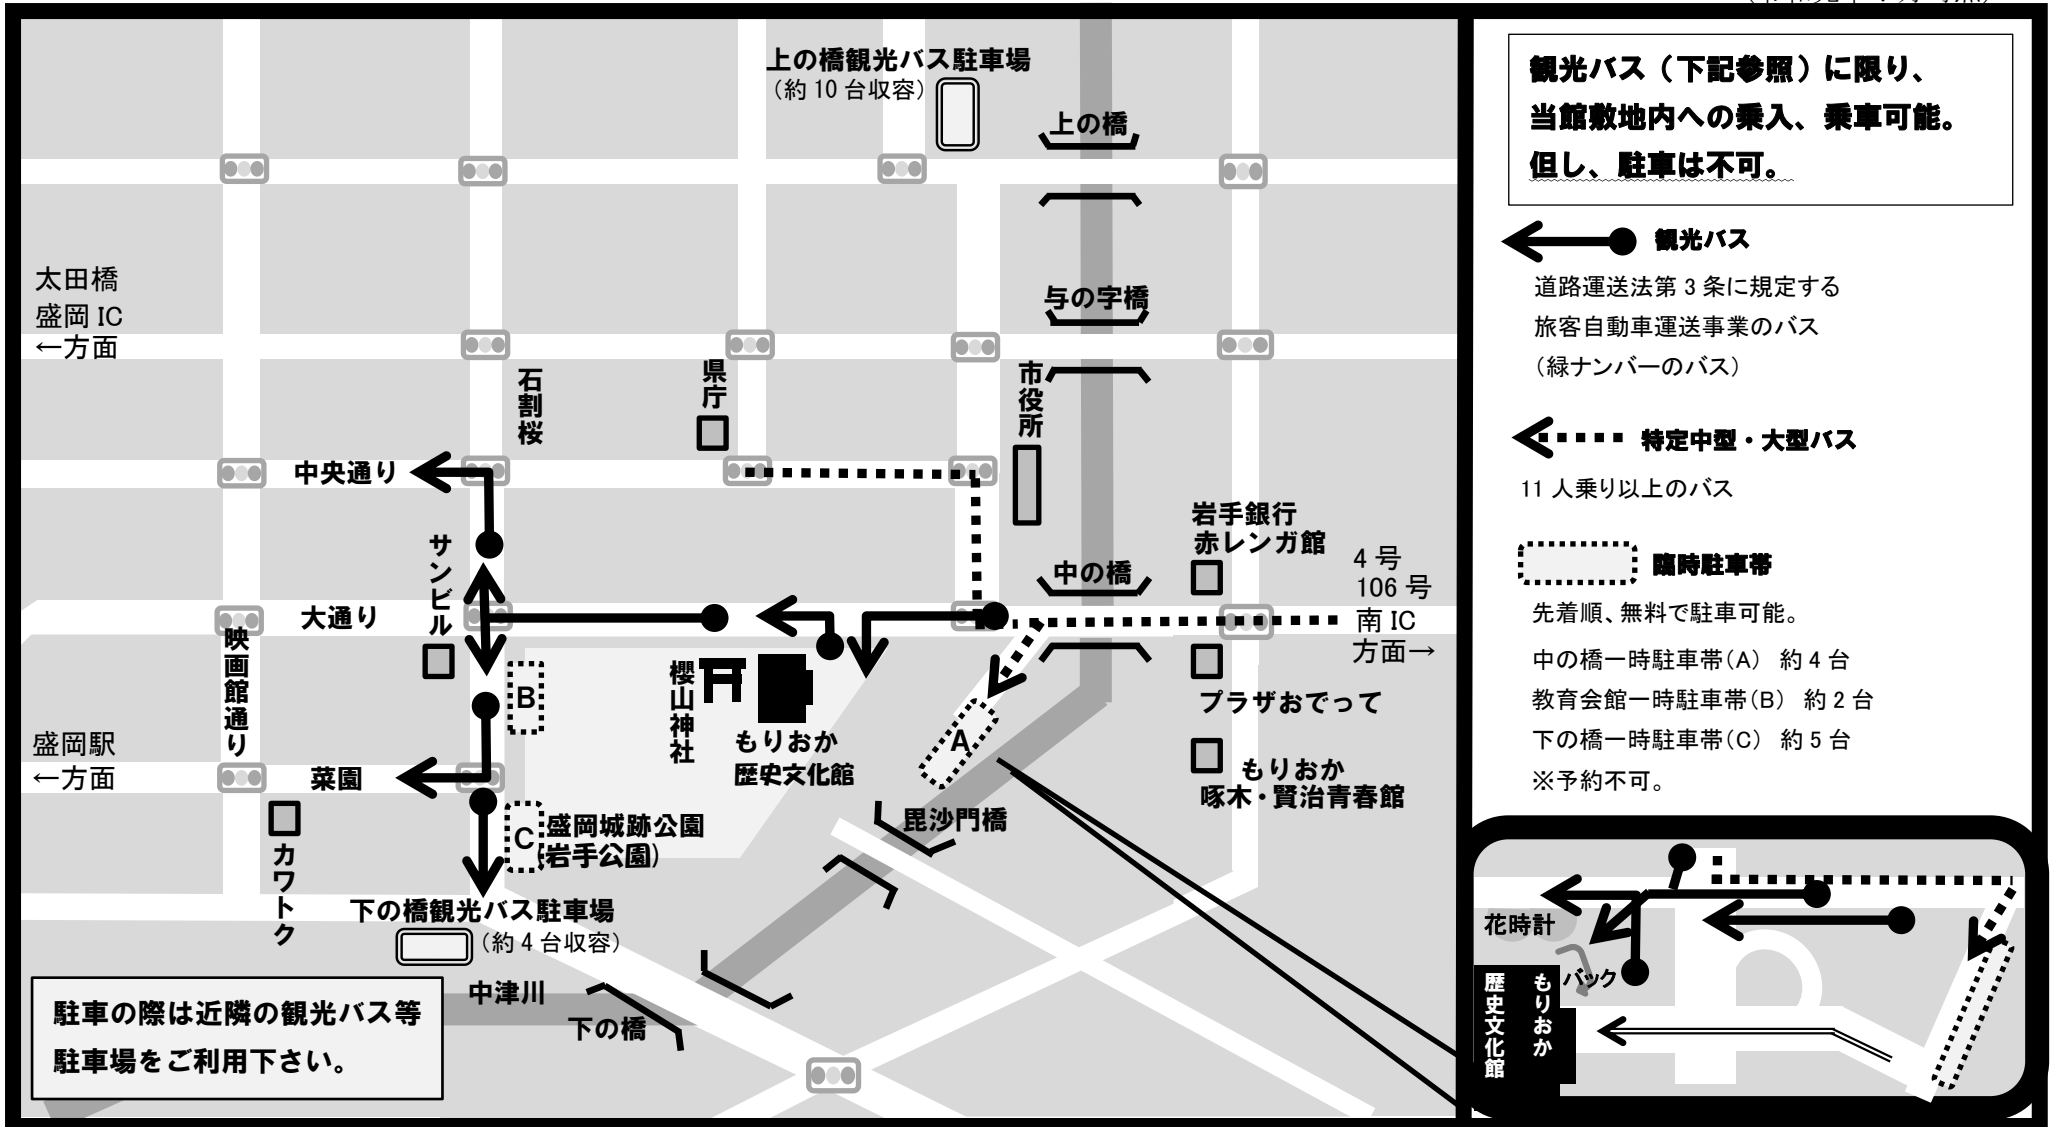 上の橋観光バス駐車場
（約 10 台収容）
上の橋
太田橋
盛岡 IC
←方面
与の字橋
石割桜
県庁
市役所
中央通り
サンビル
岩手銀行
赤レンガ館
中の橋
4 号
106 号
南 IC
方面→
大通り
映画館通り
B
櫻山神社
もりおか
歴史文化館
A
プラザおでって
もりおか
啄木・賢治青春館
盛岡駅
←方面
菜園
カワトク
C
盛岡城跡公園
(岩手公園)
毘沙門橋
下の橋観光バス駐車場
（約 4 台収容）
中津川
下の橋
駐車の際は近隣の観光バス等
駐車場をご利用下さい。
観光バス（下記参照）に限り、
当館敷地内への乗入、乗車可能。
但し、駐車は不可。
観光バス
道路運送法第 3 条に規定する
旅客自動車運送事業のバス
（緑ナンバーのバス）
特定中型・大型バス
11 人乗り以上のバス
臨時駐車帯
先着順、無料で駐車可能。
中の橋一時駐車帯（A） 約 4 台
教育会館一時駐車帯（B） 約 2 台
下の橋一時駐車帯（C） 約 5 台
※予約不可。
花時計
バック
もりおか
歴史文化館